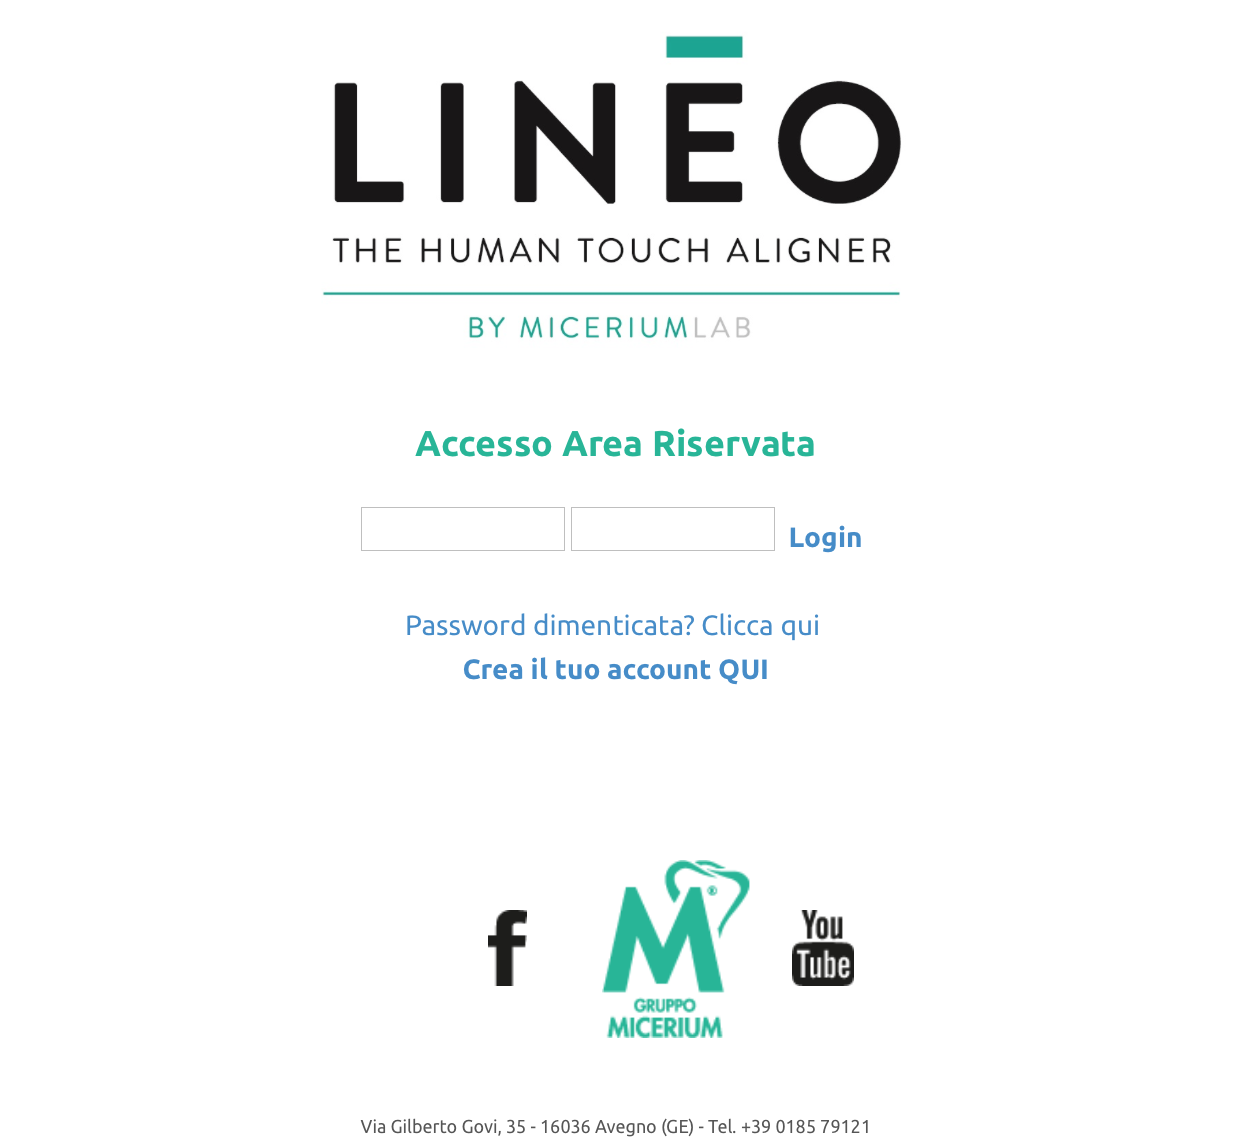 LINĒO
THE HUMAN TOUCH ALIGNER
BY MICERIUMLAB
Accesso Area Riservata
Login
Password dimenticata? Clicca qui
Crea il tuo account QUI
f
M®
GRUPPO
MICERIUM
You
Tube
Via Gilberto Govi, 35 - 16036 Avegno (GE) - Tel. +39 0185 79121